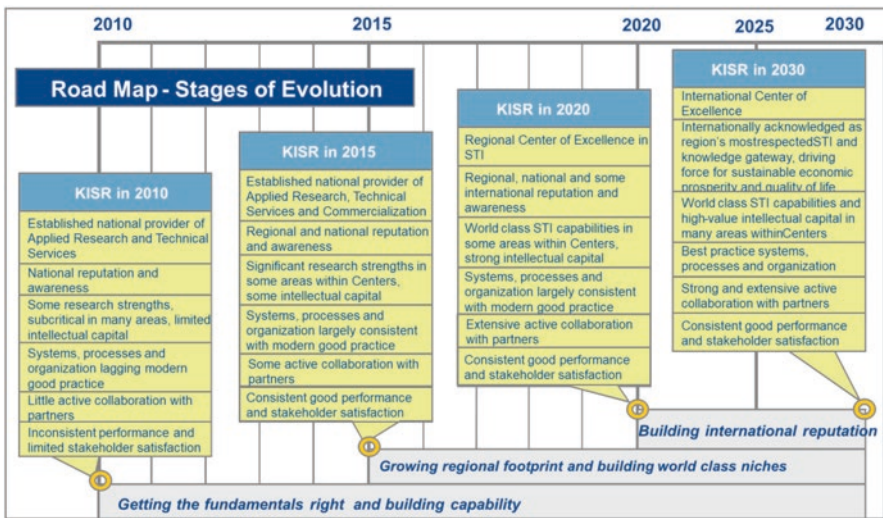 2010
2015
2020
2025
2030
Road Map - Stages of Evolution
KISR in 2010
Established national provider of
Applied Research and Technical
Services
National reputation and
awareness
Some research strengths,
subcritical in many areas, limited
intellectual capital
Systems, processes and
organization lagging modern
good practice
Little active collaboration with
partners
Inconsistent performance and
limited stakeholder satisfaction
KISR in 2015
Established national provider of
Applied Research, Technical
Services and Commercialization
Regional and national reputation
and awareness
Significant research strengths in
some areas within Centers,
some intellectual capital
Systems, processes and
organization largely consistent
with modern good practice
Some active collaboration with
partners
Consistent good performance
and stakeholder satisfaction
KISR in 2020
Regional Center of Excellence in
STI
Regional, national and some
international reputation and
awareness
World class STI capabilities in
some areas within Centers,
strong intellectual capital
Systems, processes and
organization largely consistent
with modern good practice
Extensive active collaboration
with partners
Consistent good performance
and stakeholder satisfaction
KISR in 2030
International Center of
Excellence
Internationally acknowledged as
region's mostrespectedSTI and
knowledge gateway, driving
force for sustainable economic
prosperity and quality of life
World class STI capabilities and
high-value intellectual capital in
many areas withinCenters
Best practice systems,
processes and organization
Strong and extensive active
collaboration with partners
Consistent good performance
and stakeholder satisfaction
Building international reputation
Growing regional footprint and building world class niches
Getting the fundamentals right and building capability